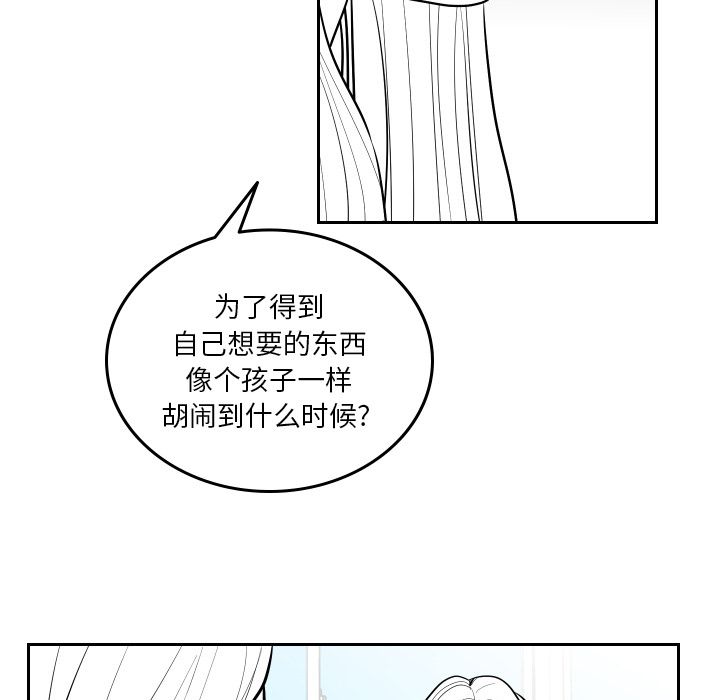 为了得到
自己想要的东西
像个孩子一样
胡闹到什么时候?